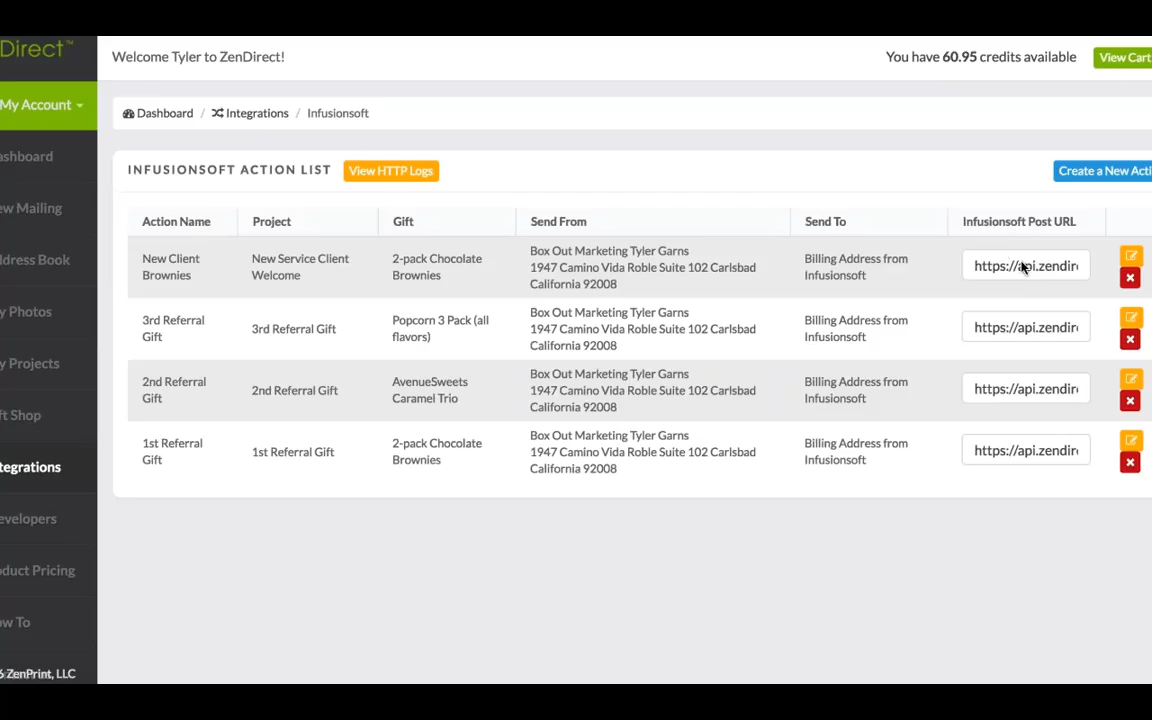 Direct™
Welcome Tyler to ZenDirect!
You have 60.95 credits available
View Cart
My Account
Dashboard / Integrations / Infusionsoft
ashboard
INFUSIONSOFT ACTION LIST
View HTTP Logs
Create a New Acti
ew Mailing
Action Name Project Gift Send From Send To Infusionsoft Post URL
New Client Brownies
New Service Client Welcome
2-pack Chocolate Brownies
Box Out Marketing Tyler Garns
1947 Camino Vida Roble Suite 102 Carlsbad
California 92008
Billing Address from Infusionsoft
https://api.zendir
dress Book
3rd Referral Gift
3rd Referral Gift
Popcorn 3 Pack (all flavors)
Box Out Marketing Tyler Garns
1947 Camino Vida Roble Suite 102 Carlsbad
California 92008
Billing Address from Infusionsoft
https://api.zendir
y Photos
2nd Referral Gift
2nd Referral Gift
AvenueSweets Caramel Trio
Box Out Marketing Tyler Garns
1947 Camino Vida Roble Suite 102 Carlsbad
California 92008
Billing Address from Infusionsoft
https://api.zendir
y Projects
ft Shop
1st Referral Gift
1st Referral Gift
2-pack Chocolate Brownies
Box Out Marketing Tyler Garns
1947 Camino Vida Roble Suite 102 Carlsbad
California 92008
Billing Address from Infusionsoft
https://api.zendir
tegrations
evelopers
oduct Pricing
ow To
6 ZenPrint, LLC